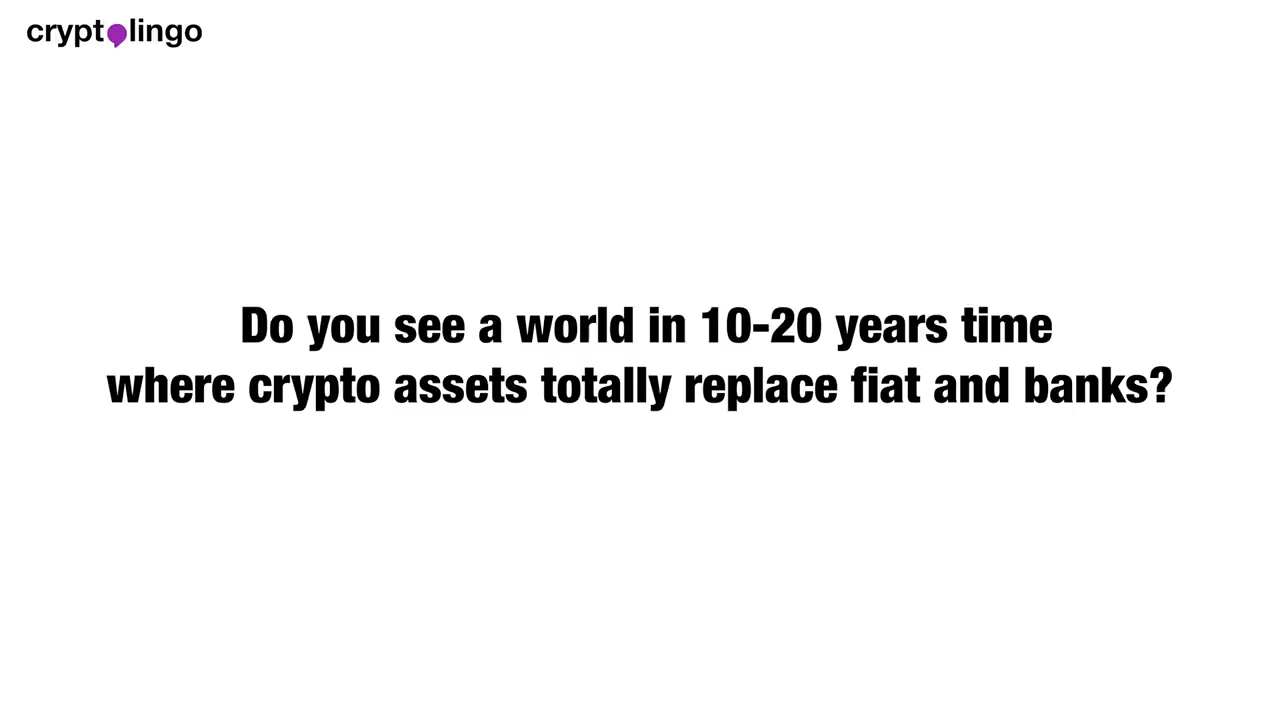 cryptolingo
Do you see a world in 10-20 years time
where crypto assets totally replace fiat and banks?